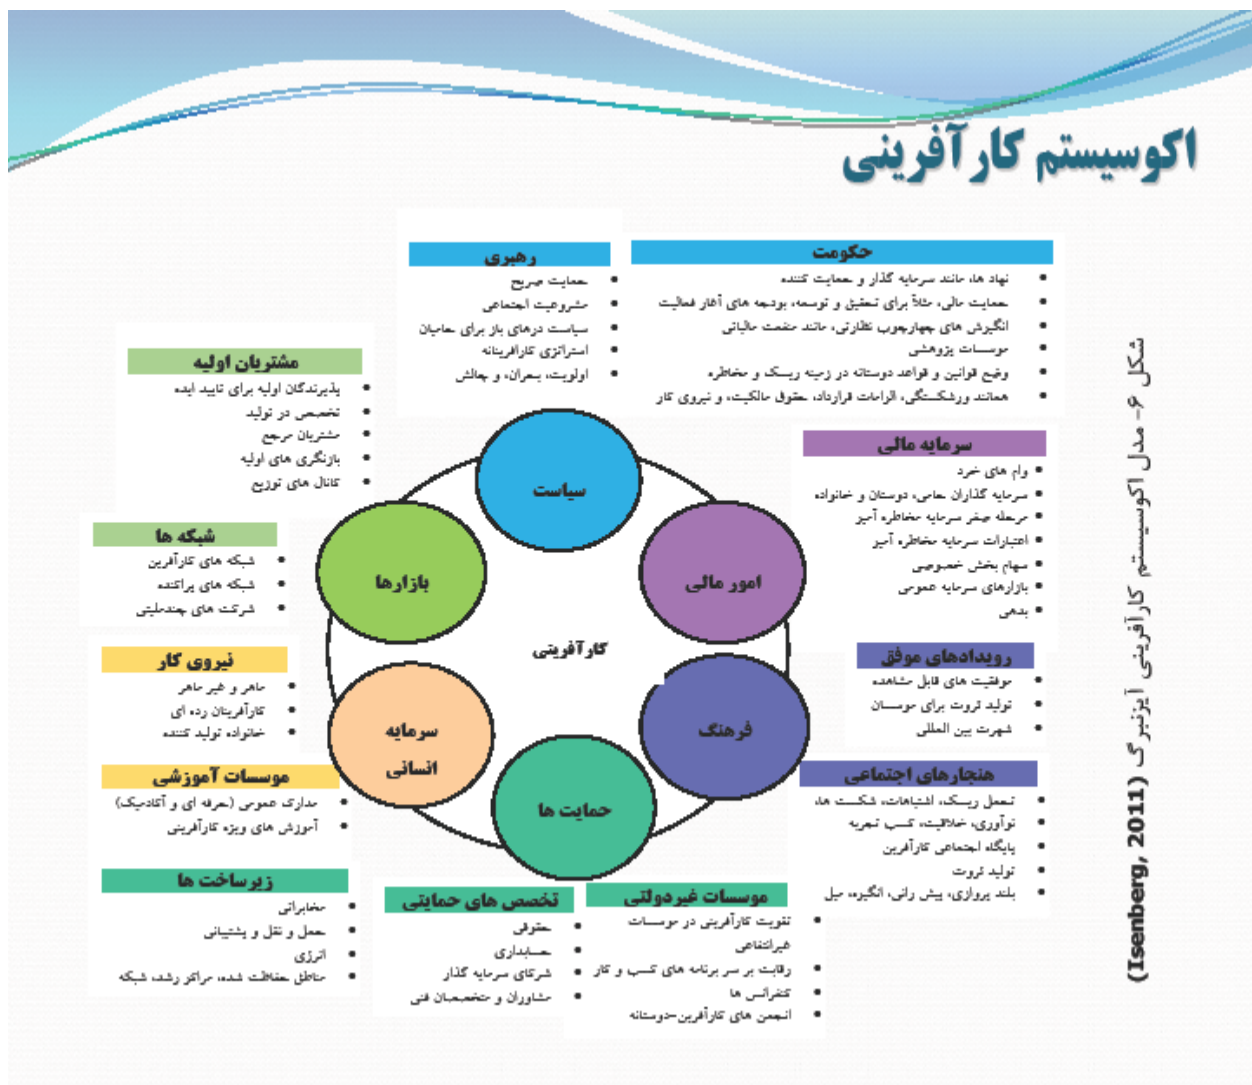 اکوسیستم کارآفرینی
حکومت
نهاد ها، مانند سرمایه گذار و حمایت کننده
حمایت مالی، مثلاً برای تحقیق و توسعه، بودجه های آغاز فعالیت
انگیزش های چهارچوب نظارتی، مانند منفعت مالیاتی
موسسات پژوهشی
وضع قوانین و قواعد دوستانه در زمینه ریسک و مخاطره
همانند ورشکستگی، الزامات قرارداد، حقوق مالکیت، و نیروی کار
رهبری
حمایت صریح
مشروعیت اجتماعی
سیاست درهای باز برای حامیان
استراتژی کارآفرینانه
اولویت، بحران، و چالش
مشتریان اولیه
پذیرندگان اولیه برای تایید ایده
تخصصی در تولید
مشتریان مرجع
بازنگری های اولیه
کانال های توزیع
سرمایه مالی
وام های خرد
سرمایه گذاران حامی، دوستان و خانواده
مرحله صفر سرمایه مخاطره آمیز
اعتبارات سرمایه مخاطره آمیز
سهام بخش خصوصی
بازارهای سرمایه عمومی
بدهی
شبکه ها
شبکه های کارآفرین
شبکه های پراکنده
شرکت های چندملیتی
سیاست
امور مالی
بازارها
کارآفرینی
فرهنگ
سرمایه
انسانی
حمایت ها
رویدادهای موفق
موفقیت های قابل مشاهده
تولید ثروت برای موسسان
شهرت بین المللی
نیروی کار
ماهر و غیر ماهر
کارآفرینان رده ای
خانواده تولید کننده
هنجارهای اجتماعی
تحمل ریسک، اشتباهات، شکست ها،
نوآوری، خلاقیت، کسب تجربه
پایگاه اجتماعی کارآفرین
تولید ثروت
بلند پروازی، پیش رانی، انگیزه، میل
موسسات آموزشی
مدارک عمومی (حرفه ای و آکادمیک)
آموزش های ویژه کارآفرینی
زیرساخت ها
مخابراتی
حمل و نقل و پشتیبانی
انرژی
مناطق حفاظت شده، مراکز رشد، شبکه
موسسات غیردولتی
تقویت کارآفرینی در موسسات
غیرانتفاعی
رقابت بر سر برنامه های کسب و کار
کنفرانس ها
انجمن های کارآفرین-دوستانه
تخصص های حمایتی
حقوقی
حسابداری
شرکای سرمایه گذار
مشاوران و متخصصان فنی
شکل ۶- مدل اکوسیستم کارآفرینی آیزنبرگ (Isenberg, 2011)